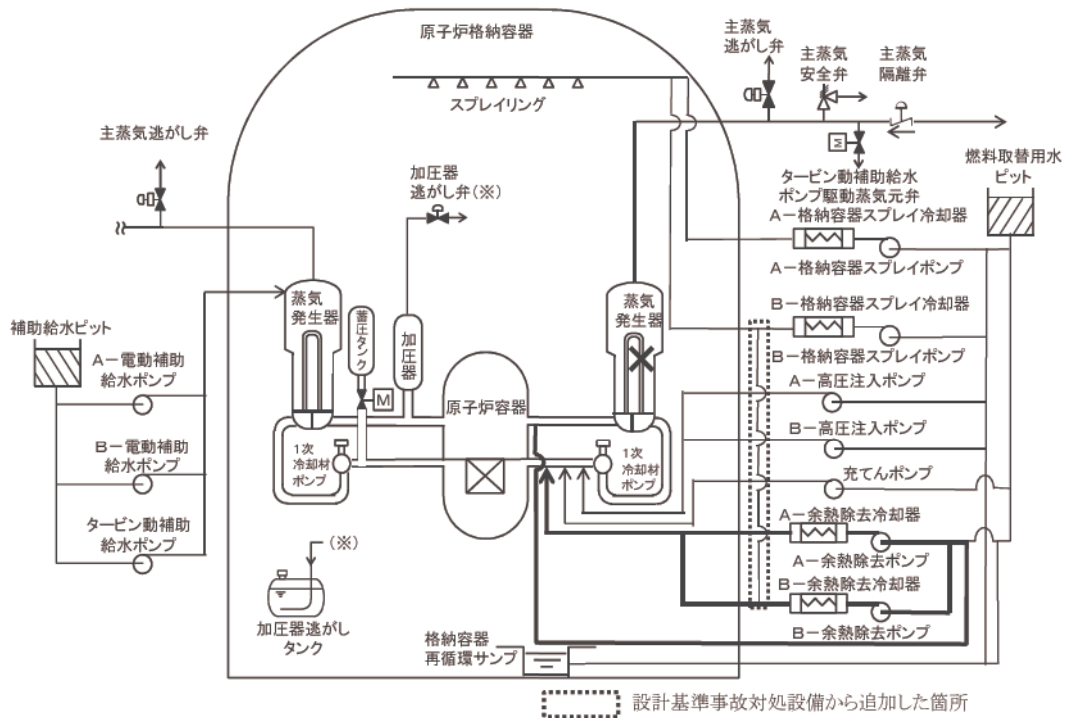 原子炉格納容器
スプレイリング
主蒸気
逃がし弁
主蒸気
安全弁
主蒸気
隔離弁
主蒸気逃がし弁
加圧器
逃がし弁(※)
M
タービン動補助給水
ポンプ駆動蒸気元弁
燃料取替用水
ピット
A-格納容器スプレイ冷却器
A-格納容器スプレイポンプ
蒸気
発生器
蓄圧タンク
加圧器
蒸気
発生器
B-格納容器スプレイ冷却器
B-格納容器スプレイポンプ
補助給水ピット
A-電動補助
給水ポンプ
M
原子炉容器
A-高圧注入ポンプ
B-高圧注入ポンプ
B-電動補助
給水ポンプ
1次
冷却材
ポンプ
1次
冷却材
ポンプ
充てんポンプ
タービン動補助
給水ポンプ
A-余熱除去冷却器
A-余熱除去ポンプ
(※)
B-余熱除去冷却器
B-余熱除去ポンプ
加圧器逃がし
タンク
格納容器
再循環サンプ
設計基準事故対処設備から追加した箇所